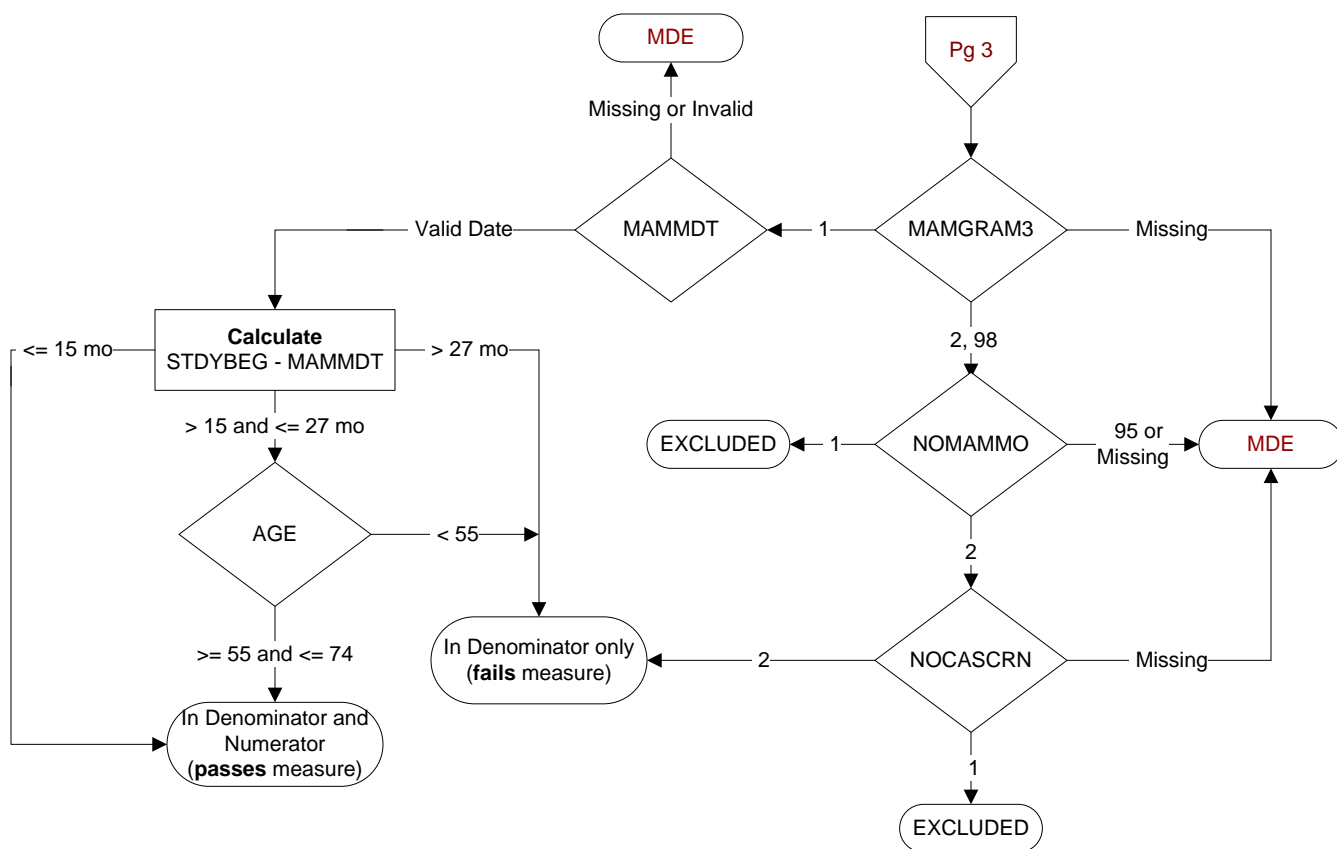 MDE
Pg 3
Missing or Invalid
Valid Date
MAMMDT
1
MAMGRAM3
Missing
<= 15 mo
Calculate
STDYBEG - MAMMDT
> 27 mo
2, 98
> 15 and <= 27 mo
EXCLUDED
1
NOMAMMO
95 or
Missing
MDE
AGE
< 55
2
>= 55 and <= 74
In Denominator only
(fails measure)
2
NOCASCRN
Missing
In Denominator and
Numerator
(passes measure)
1
EXCLUDED